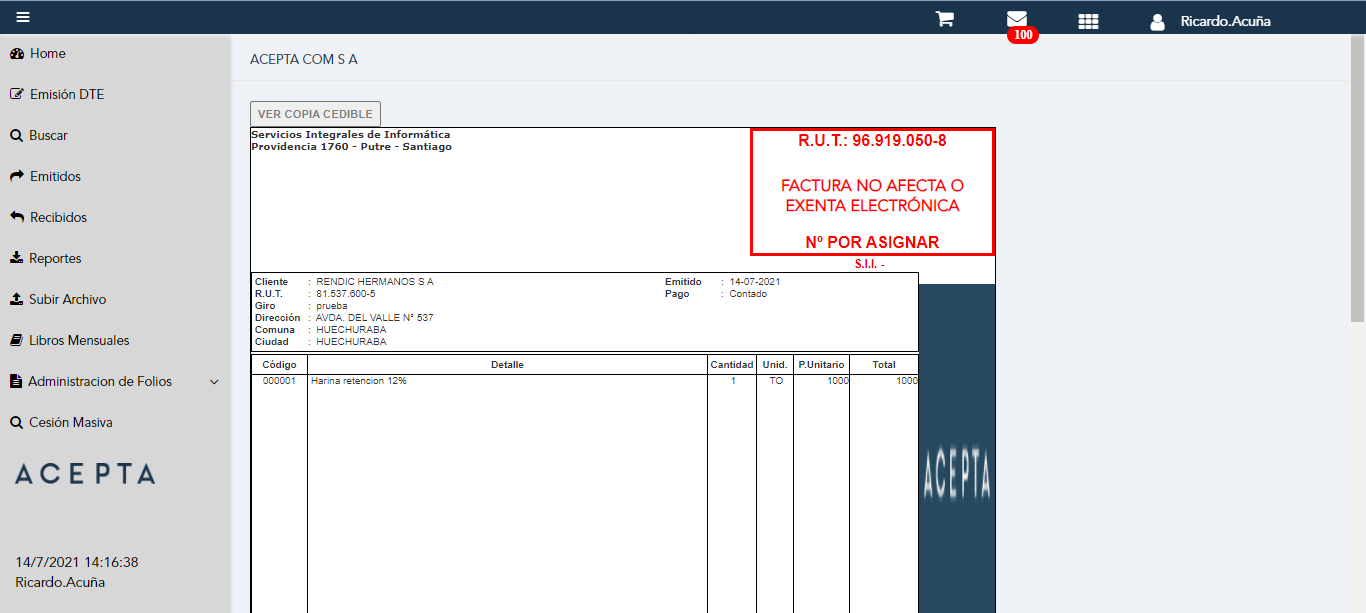 Ricardo.Acuña
100
Home
Emisión DTE
Buscar
Emitidos
Recibidos
Reportes
Subir Archivo
Libros Mensuales
Administracion de Folios
Cesión Masiva
ACEPTA
14/7/2021 14:16:38
Ricardo.Acuña
ACEPTA COM S A
VER COPIA CEDIBLE
Servicios Integrales de Informática
Providencia 1760 - Putre - Santiago
R.U.T.: 96.919.050-8
FACTURA NO AFECTA O
EXENTA ELECTRÓNICA
Nº POR ASIGNAR
S.I.I. -
Cliente : RENDIC HERMANOS S A Emitido : 14-07-2021
R.U.T. : 81.537.600-5 Pago : Contado
Giro : prueba
Dirección : AVDA. DEL VALLE N° 537
Comuna : HUECHURABA
Ciudad : HUECHURABA
Código Detalle Cantidad Unid. P.Unitario Total
000001 Harina retencion 12% 1 TO 1000 1000
ACEPTA